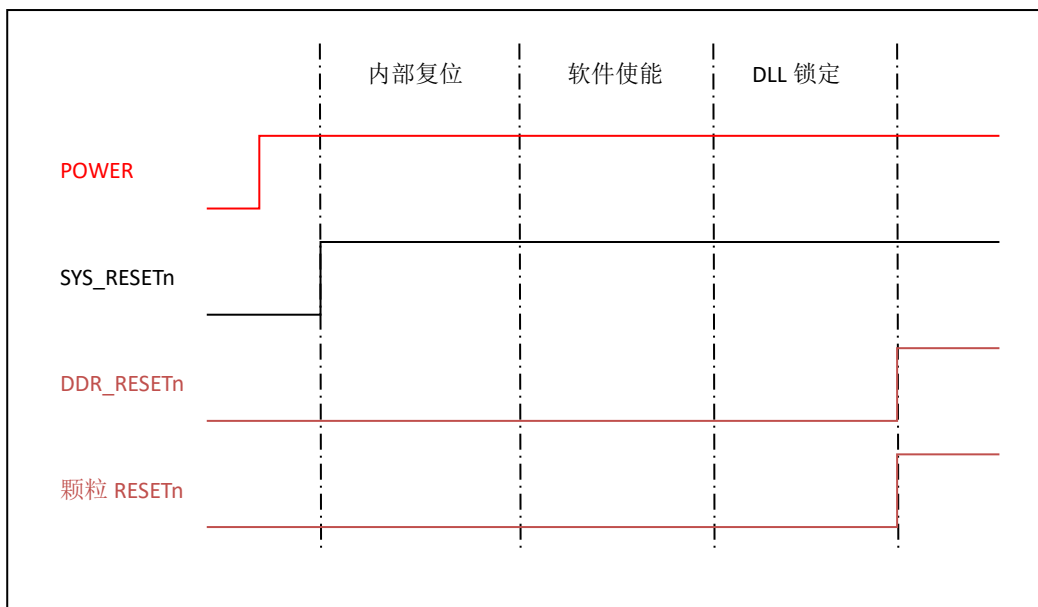 内部复位 软件使能 DLL 锁定
POWER
SYS_RESETn
DDR_RESETn
颗粒 RESETn